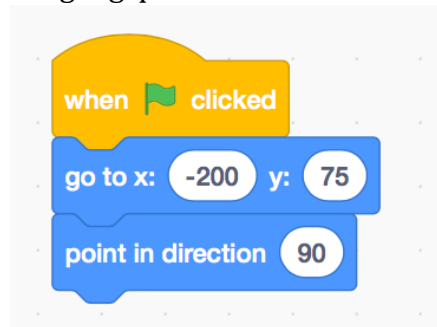 when clicked
go to x: -200 y: 75
point in direction 90